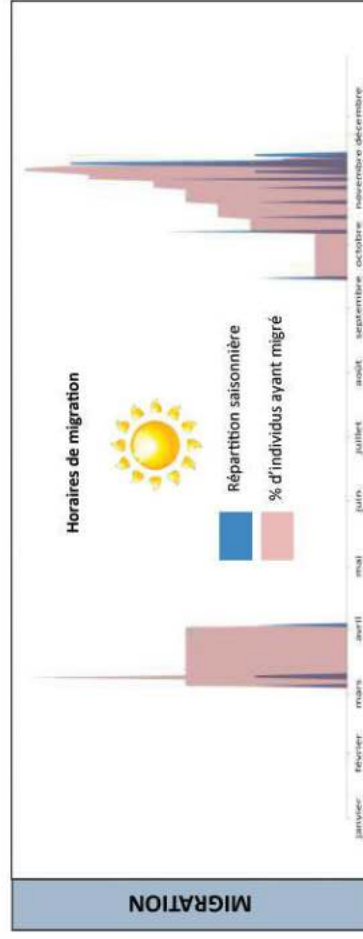 MIGRATION
Horaires de migration
Répartition saisonnière
% d'individus ayant migré
janvier février mars avril mai juin juillet août septembre octobre novembre décembre